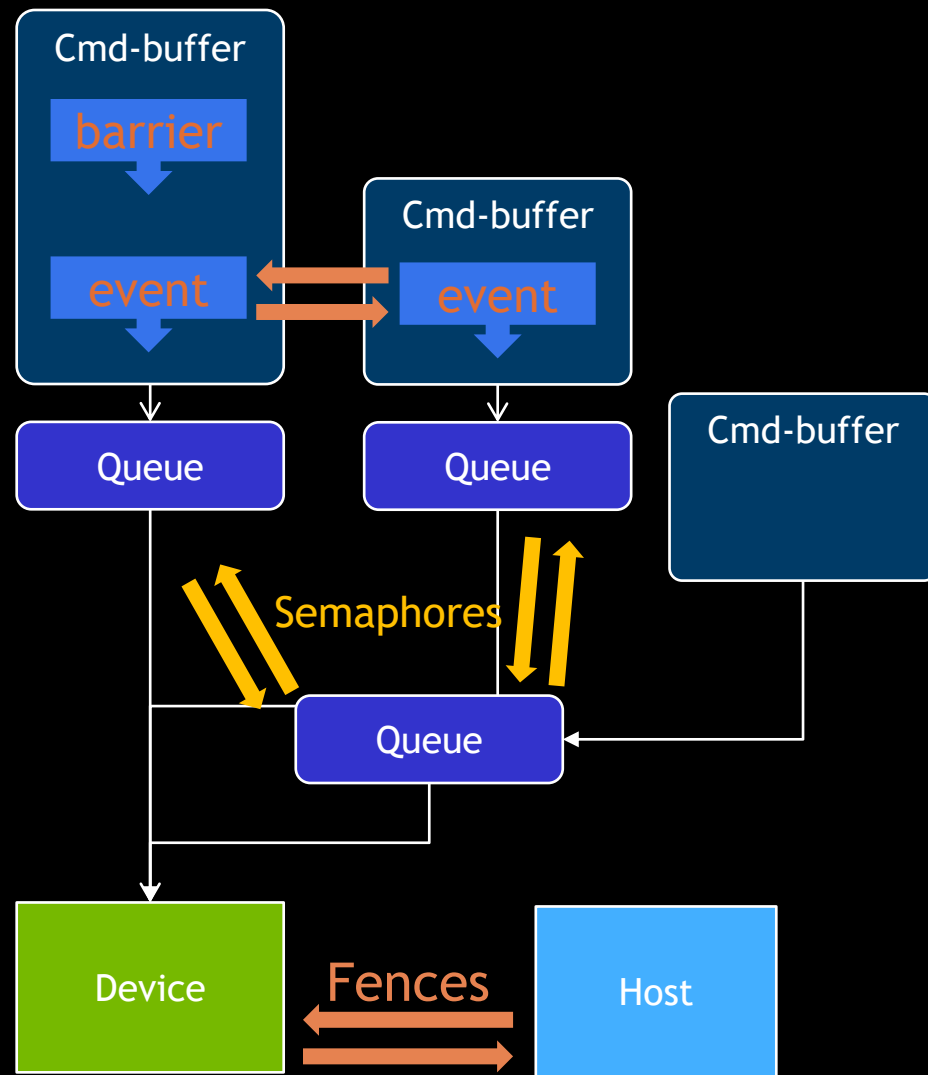 Cmd-buffer
barrier
event
Cmd-buffer
event
Cmd-buffer
Queue
Queue
Semaphores
Queue
Device
Fences
Host